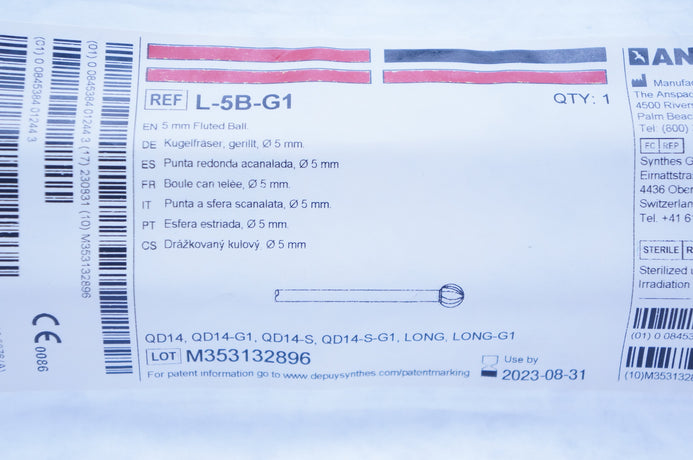 (01) 0 0845384 01244 3
(01) 0 0845384 01244 3 (17) 230831 (10) M353132896
CE 0086
REF L-5B-G1
QTY: 1
EN 5 mm Fluted Ball.
DE Kugelfräser, gerillt, Ø 5 mm.
ES Punta redonda acanalada, Ø 5 mm
FR Boule cannelée, Ø 5 mm.
IT Punta a sfera scanalata, Ø 5 mm.
PT Esfera estriada, Ø 5 mm.
CS Drážkovaný kulový, Ø 5 mm
QD14, QD14-G1, QD14-S, QD14-S-G1, LONG, LONG-G1
LOT M353132896
For patent information go to www.depuysynthes.com/patentmarking
Use by
2023-08-31
AN
The Anspac
4500 River
Palm Beac
Tel: (800)
EC REP
Synthes G
Eimattstra
4436 Ober
Switzerlan
Tel. +41 6
STERILE R
Sterilized
Irradiation
(01) 0 08453
(10)M35313289